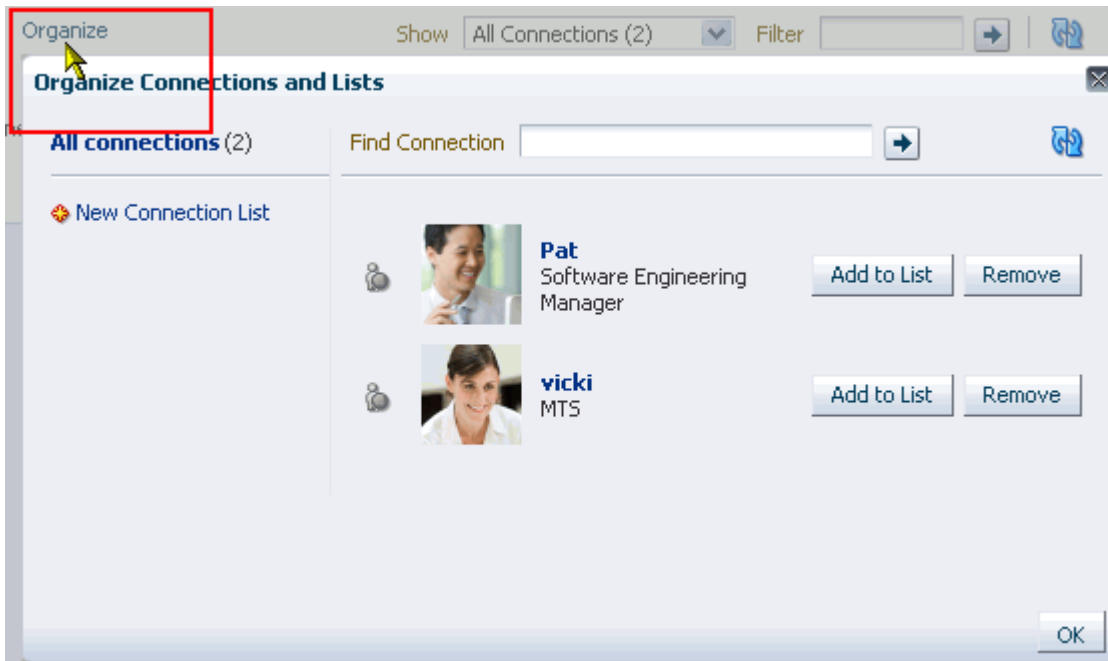 Organize Show All Connections (2) Filter
Organize Connections and Lists
All connections (2) Find Connection
New Connection List
Pat
Software Engineering
Manager
Add to List Remove
vicki
MTS
Add to List Remove
OK